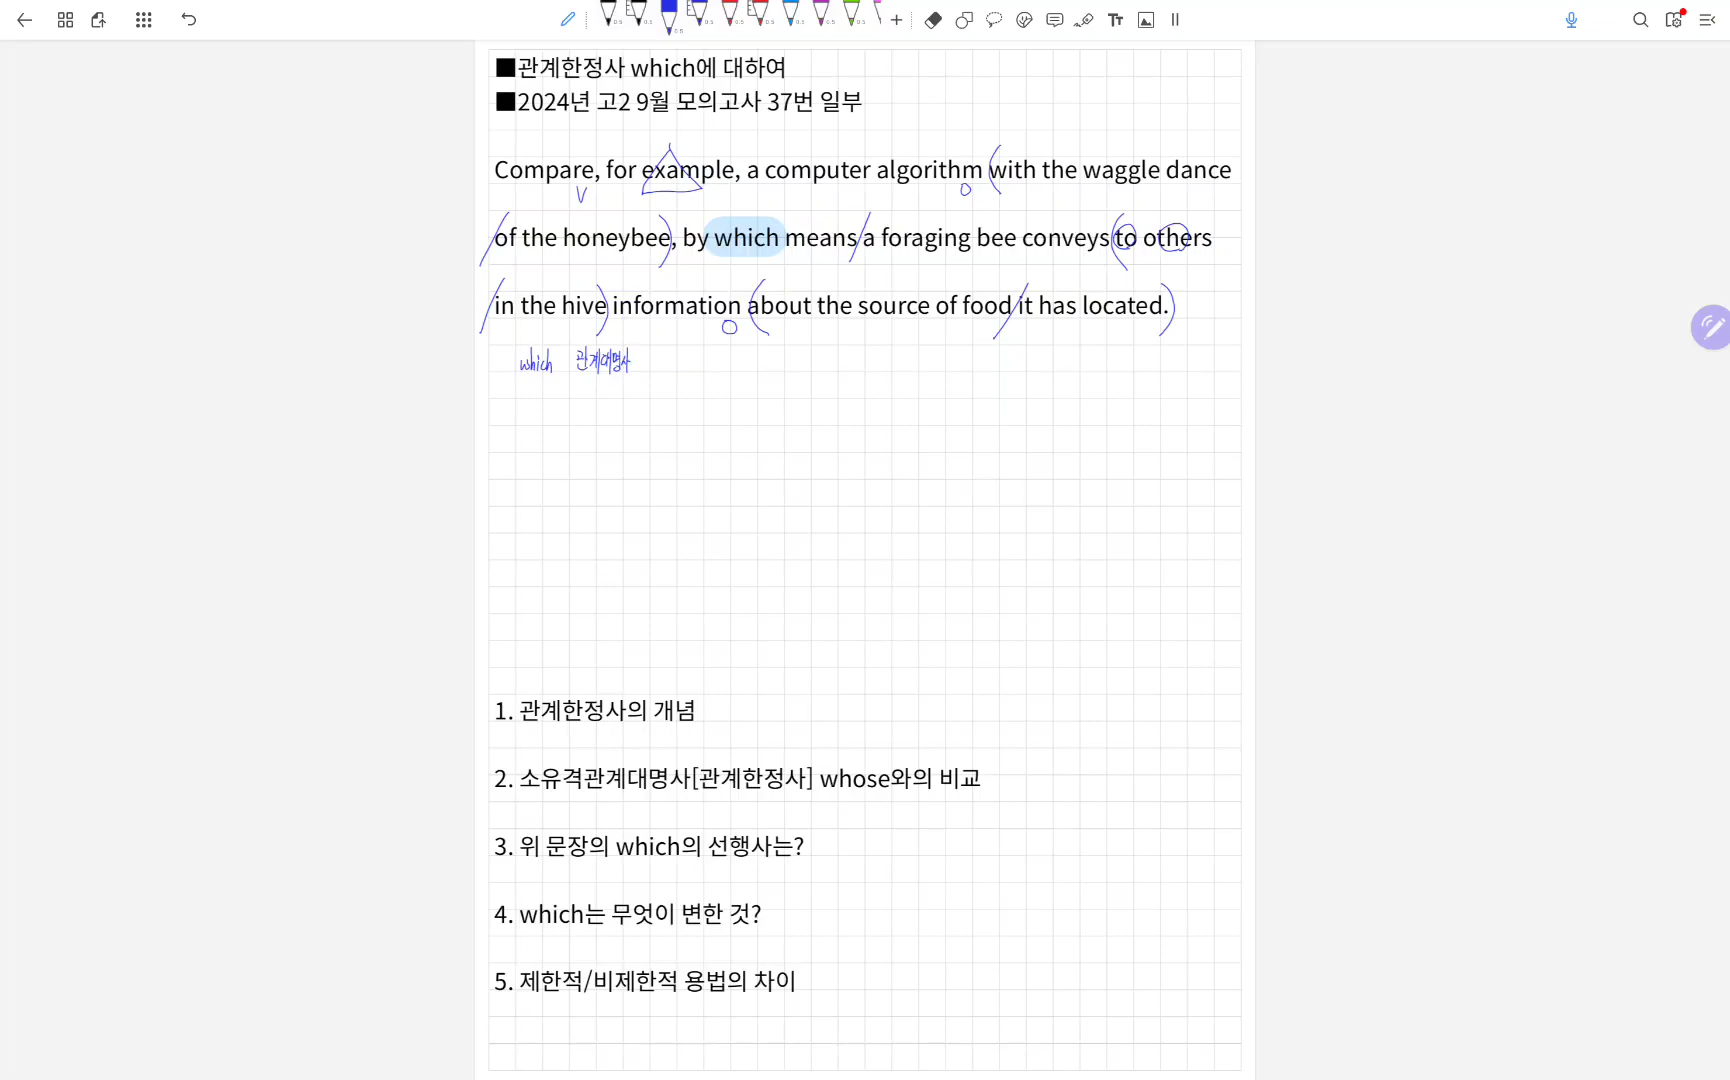 ■관계한정사 which에 대하여
■2024년 고2 9월 모의고사 37번 일부
Compare, for example, a computer algorithm with the waggle dance
V
of the honeybee, by which means a foraging bee conveys to others
in the hive information about the source of food it has located.
which 관계대명사
1. 관계한정사의 개념
2. 소유격관계대명사[관계한정사] whose와의 비교
3. 위 문장의 which의 선행사는?
4. which는 무엇이 변한 것?
5. 제한적/비제한적 용법의 차이